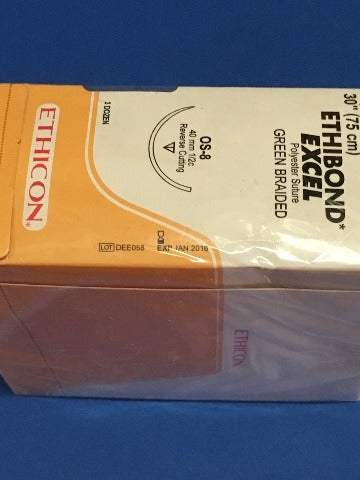 30" (75 cm)
ETHIBOND*
EXCEL
Polyester Suture
GREEN BRAIDED
OS-8
40 mm 1/2c
Reverse Cutting
3 DOZEN
ETHICON
LOT DEE058 EXP JAN 2016
ETHICON